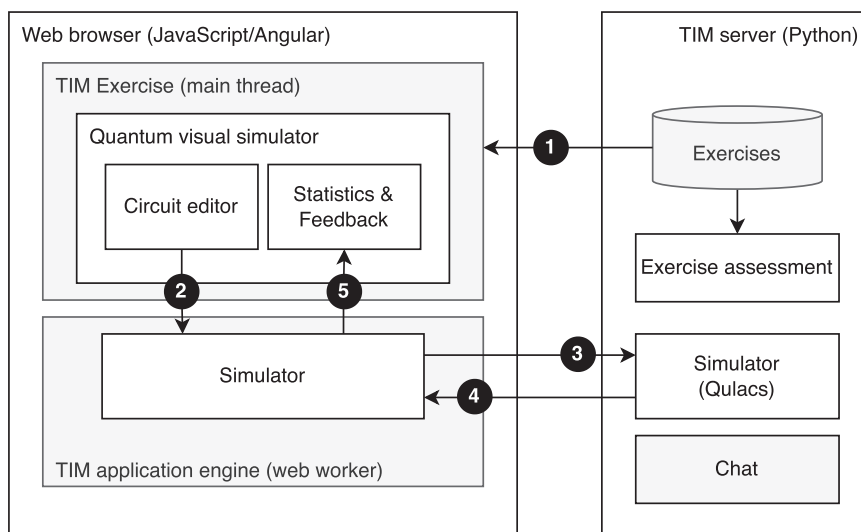 Web browser (JavaScript/Angular)
TIM Exercise (main thread)
Quantum visual simulator
Circuit editor
Statistics &
Feedback
2
5
Simulator
TIM application engine (web worker)
1
3
4
TIM server (Python)
Exercises
Exercise assessment
Simulator
(Qulacs)
Chat